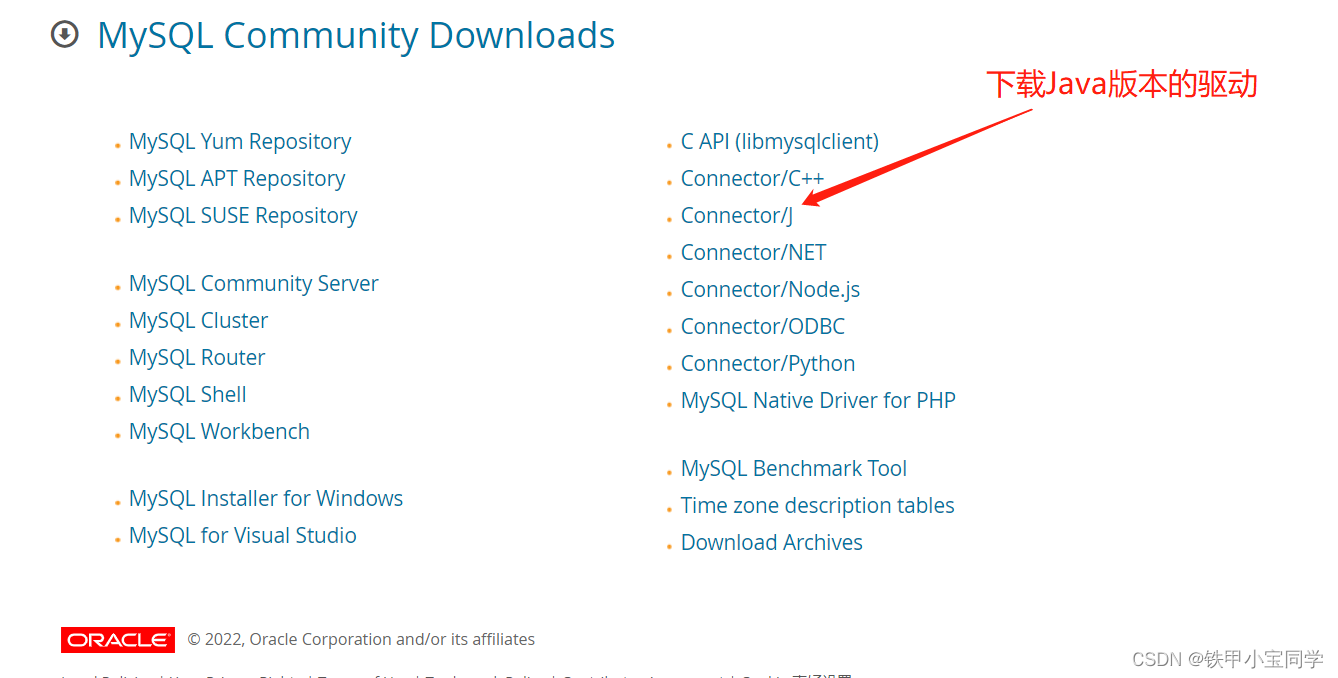 MySQL Community Downloads
下载Java版本的驱动
MySQL Yum Repository
MySQL APT Repository
MySQL SUSE Repository
MySQL Community Server
MySQL Cluster
MySQL Router
MySQL Shell
MySQL Workbench
MySQL Installer for Windows
MySQL for Visual Studio
C API (libmysqlclient)
Connector/C++
Connector/J
Connector/NET
Connector/Node.js
Connector/ODBC
Connector/Python
MySQL Native Driver for PHP
MySQL Benchmark Tool
Time zone description tables
Download Archives
ORACLE © 2022, Oracle Corporation and/or its affiliates
CSDN @铁甲小宝同学